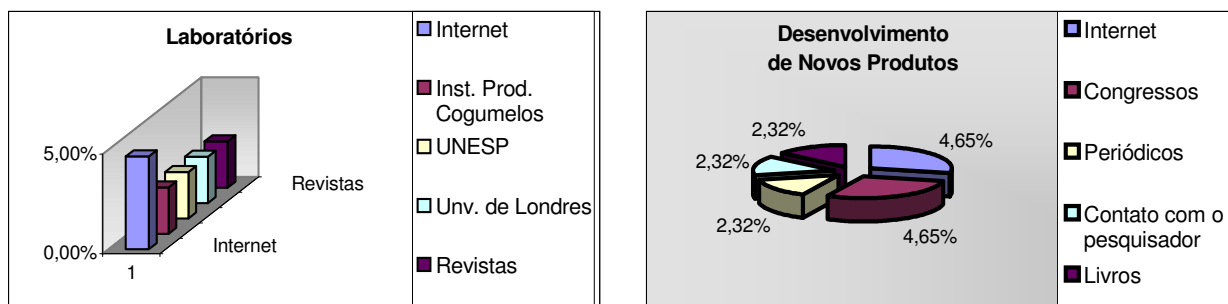 Laboratórios
5,00%
0,00%
1
Internet
Revistas
Internet
Inst. Prod.
Cogumelos
UNESP
Unv. de Londres
Revistas
Desenvolvimento
de Novos Produtos
2,32%
4,65%
2,32%
2,32%
4,65%
Internet
Congressos
Periódicos
Contato com o
pesquisador
Livros